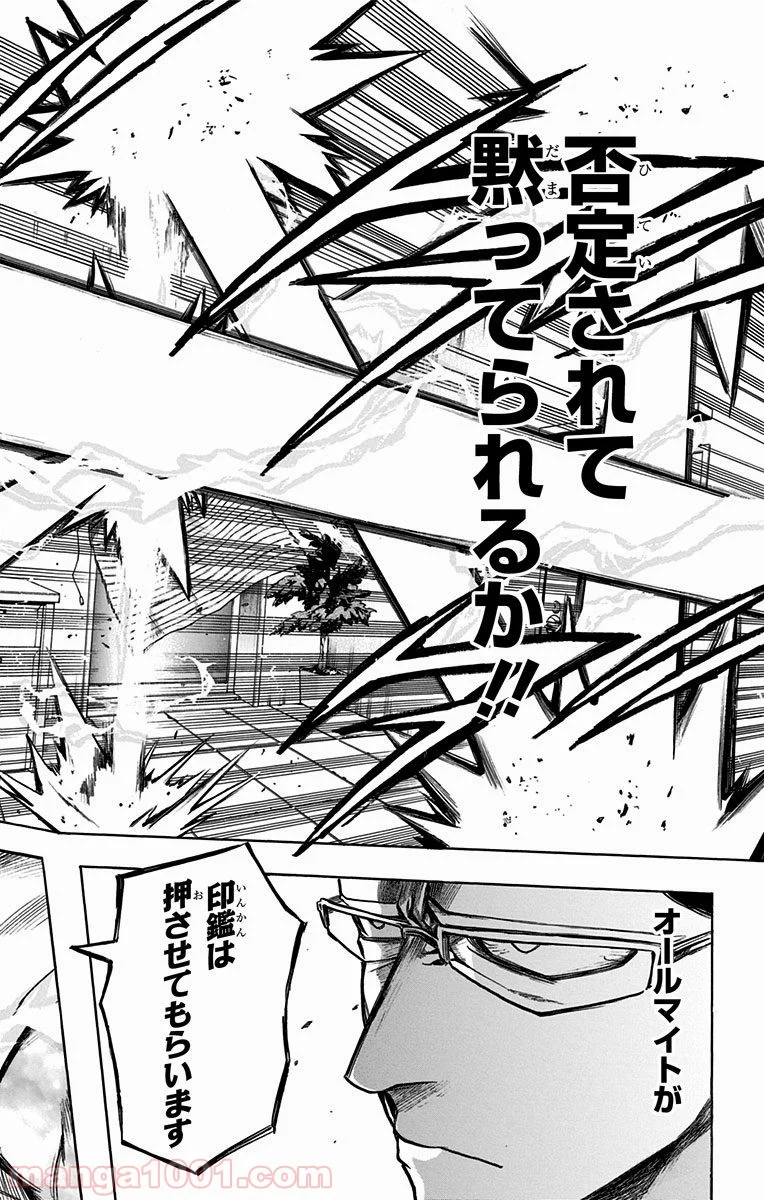 否定されて
黙ってられるか!!
オールマイトが
印鑑は
押させてもらいます
manga1001.com